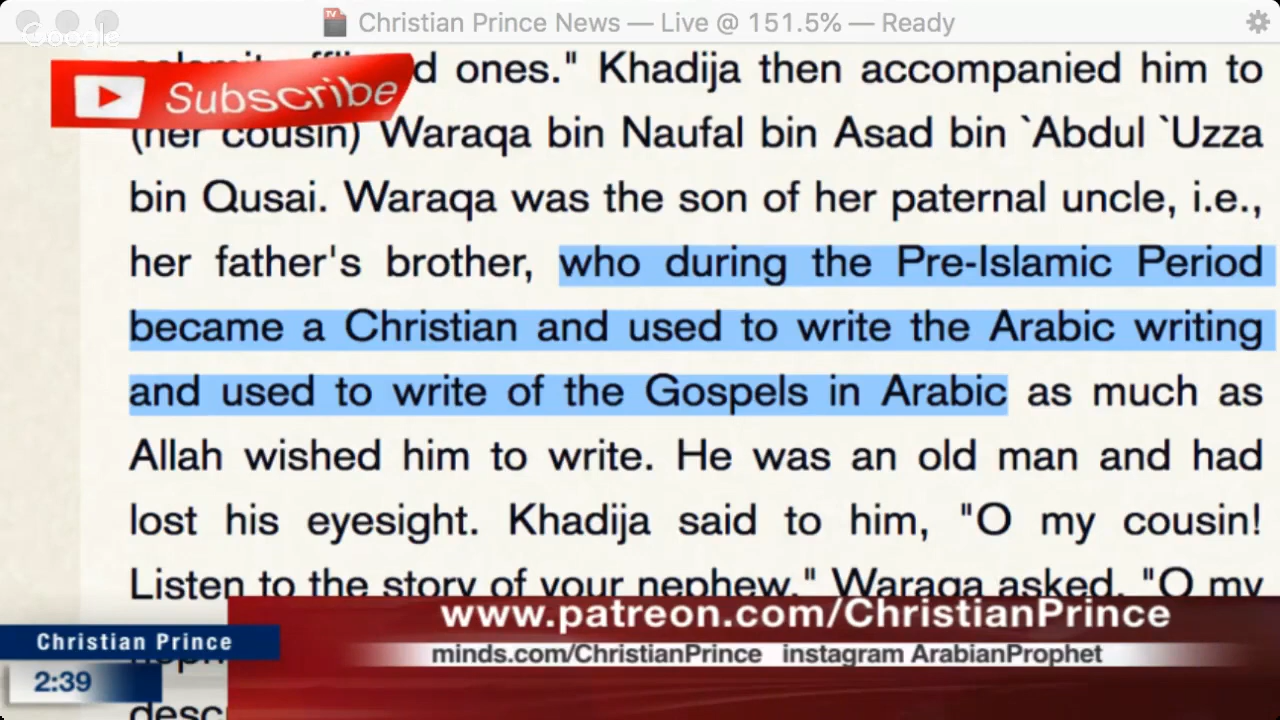 Christian Prince News — Live @ 151.5% — Ready
Google
d ones." Khadija then accompanied him to
Subscribe
(her cousin) Waraqa bin Naufal bin Asad bin `Abdul `Uzza
bin Qusai. Waraqa was the son of her paternal uncle, i.e.,
her father's brother, who during the Pre-Islamic Period
became a Christian and used to write the Arabic writing
and used to write of the Gospels in Arabic as much as
Allah wished him to write. He was an old man and had
lost his eyesight. Khadija said to him, "O my cousin!
Listen to the story of your nephew." Waraqa asked, "O my
www.patreon.com/ChristianPrince
Christian Prince
minds.com/ChristianPrince instagram ArabianProphet
2:39